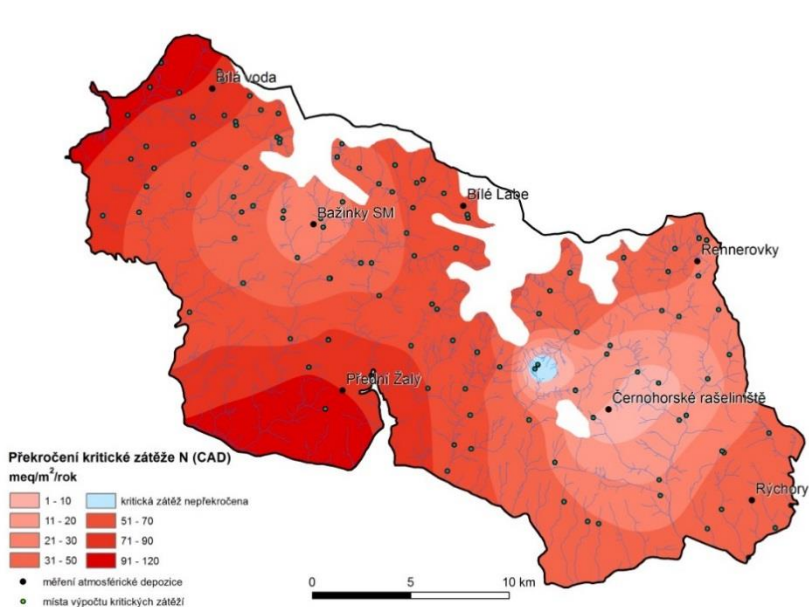 Bílá voda
Bílé Labe
Bažinky SM
Rennerovky
Přední Žalý
Černohorské rašeliniště
Rýchory
Překročení kritické zátěže N (CAD)
meq/m²/rok
1 - 10
kritická zátěž nepřekročena
11 - 20
51 - 70
21 - 30
71 - 90
31 - 50
91 - 120
měření atmosférické depozice
místa výpočtu kritických zátěží
0 5 10 km